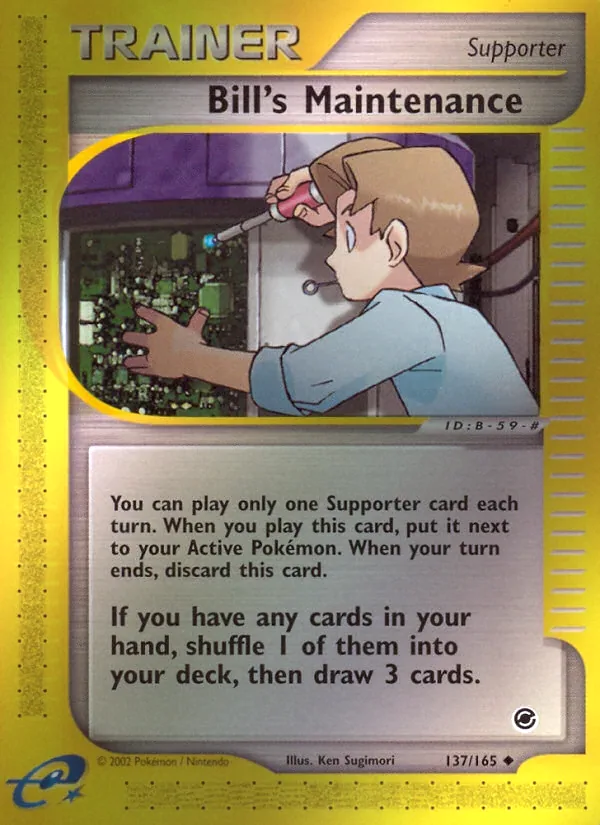 TRAINER
Supporter
Bill's Maintenance
ID:B-59-#
You can play only one Supporter card each
turn. When you play this card, put it next
to your Active Pokémon. When your turn
ends, discard this card.
If you have any cards in your
hand, shuffle 1 of them into
your deck, then draw 3 cards.
© 2002 Pokémon / Nintendo
Illus. Ken Sugimori
137/165 ◆
e